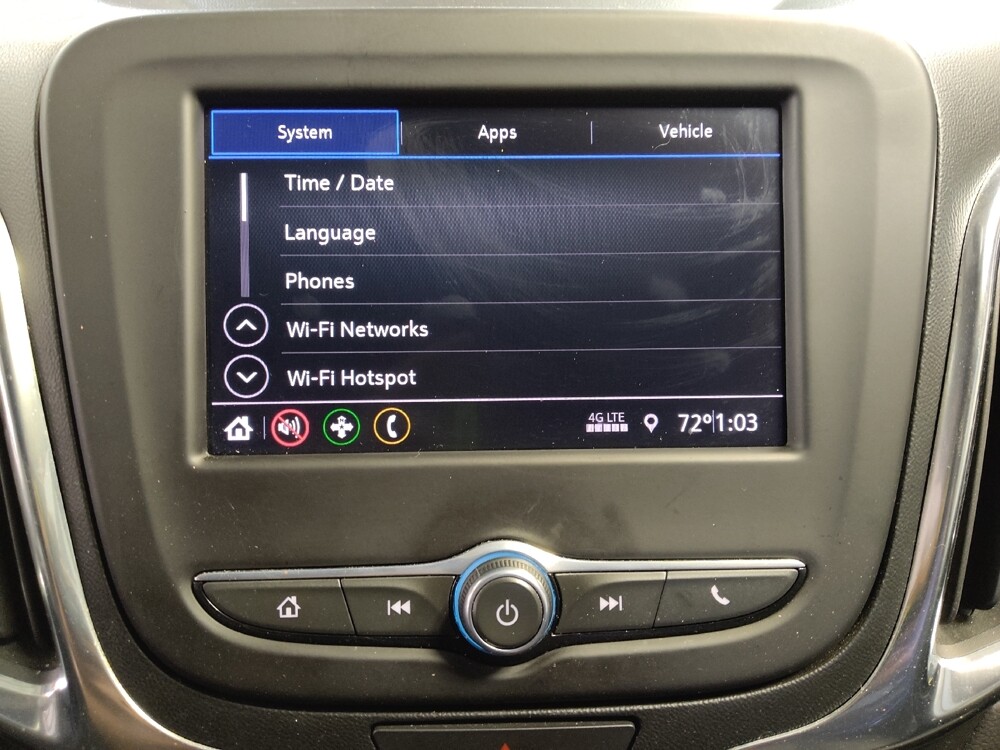 System Apps Vehicle
Time / Date
Language
Phones
Wi-Fi Networks
Wi-Fi Hotspot
4G LTE
72° 1:03